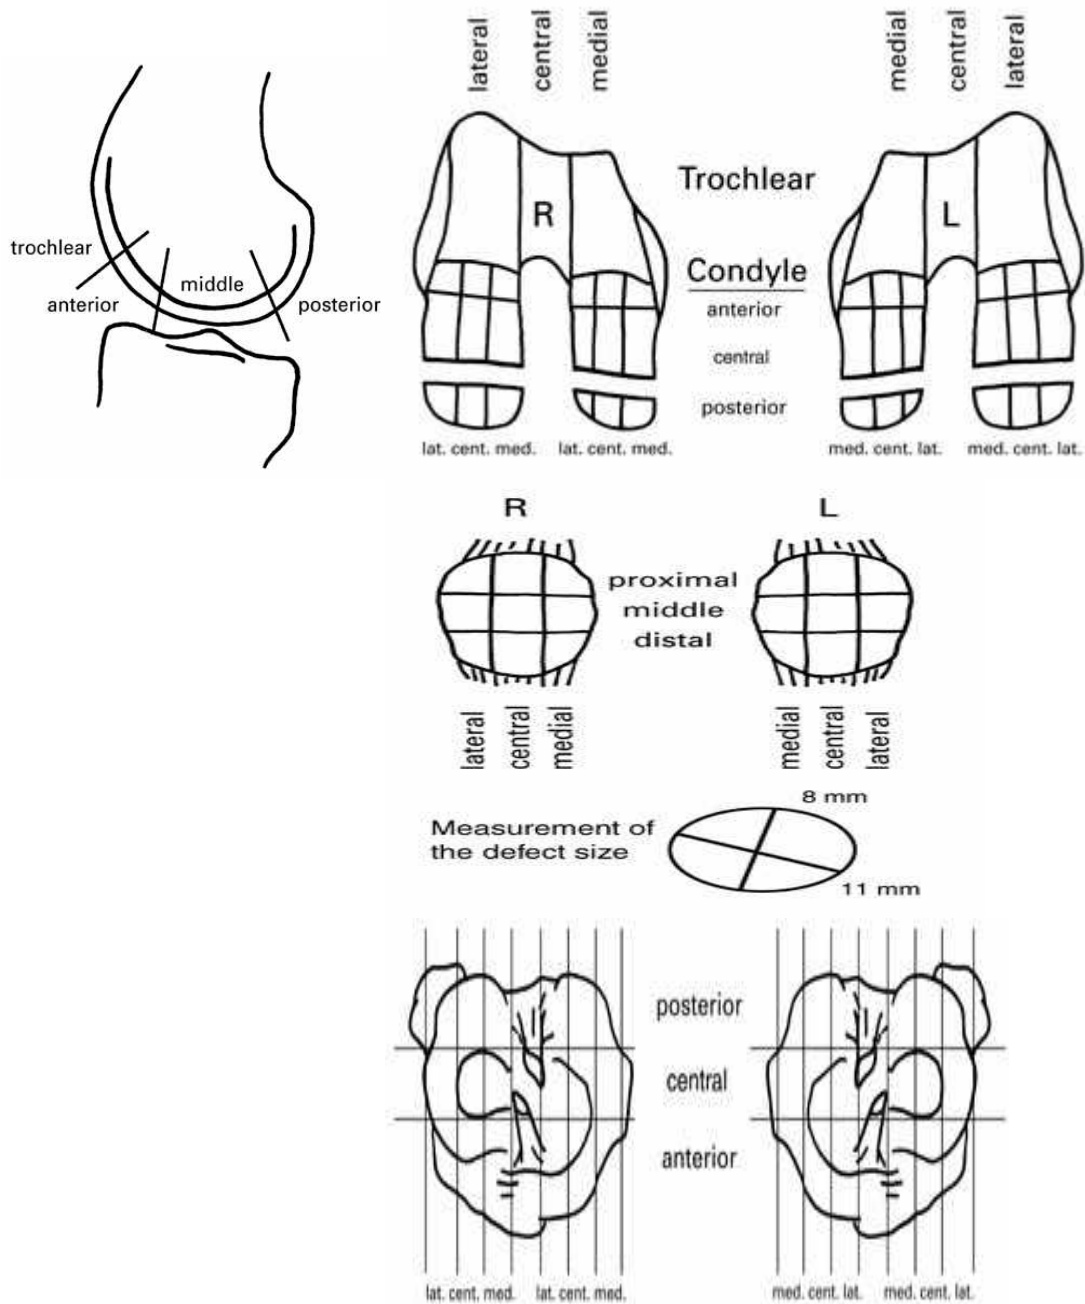 lateral central medial
medial central lateral
trochlear
anterior
middle
posterior
R
Trochlear
L
Condyle
anterior
central
posterior
lat. cent. med.
lat. cent. med.
med. cent. lat.
med. cent. lat.
R
L
proximal
middle
distal
lateral central medial
medial central lateral
Measurement of
the defect size
8 mm
11 mm
posterior
central
anterior
lat. cent. med.
lat. cent. med.
med. cent. lat.
med. cent. lat.